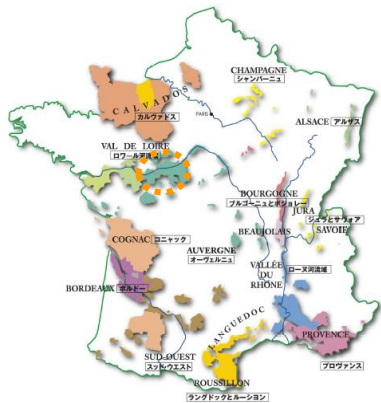 CHAMPAGNE
シャンパーニュ
CALVADOS
カルヴァドス
PARIS
ALSACE アルザス
VAL DE LOIRE
ロワール河流域
BOURGOGNE
ブルゴーニュとボジョレー
JURA
ジュラとサヴォア
SAVOIE
BEAUJOLAIS
COGNAC コニャック
AUVERGNE
オーヴェルニュ
VALLÉE
DU
RHÔNE
ローヌ河流域
BORDEAUX ボルドー
LANGUEDOC
PROVENCE
プロヴァンス
SUD-OUEST
スッド・ウエスト
ROUSSILLON
ラングドックとルーション